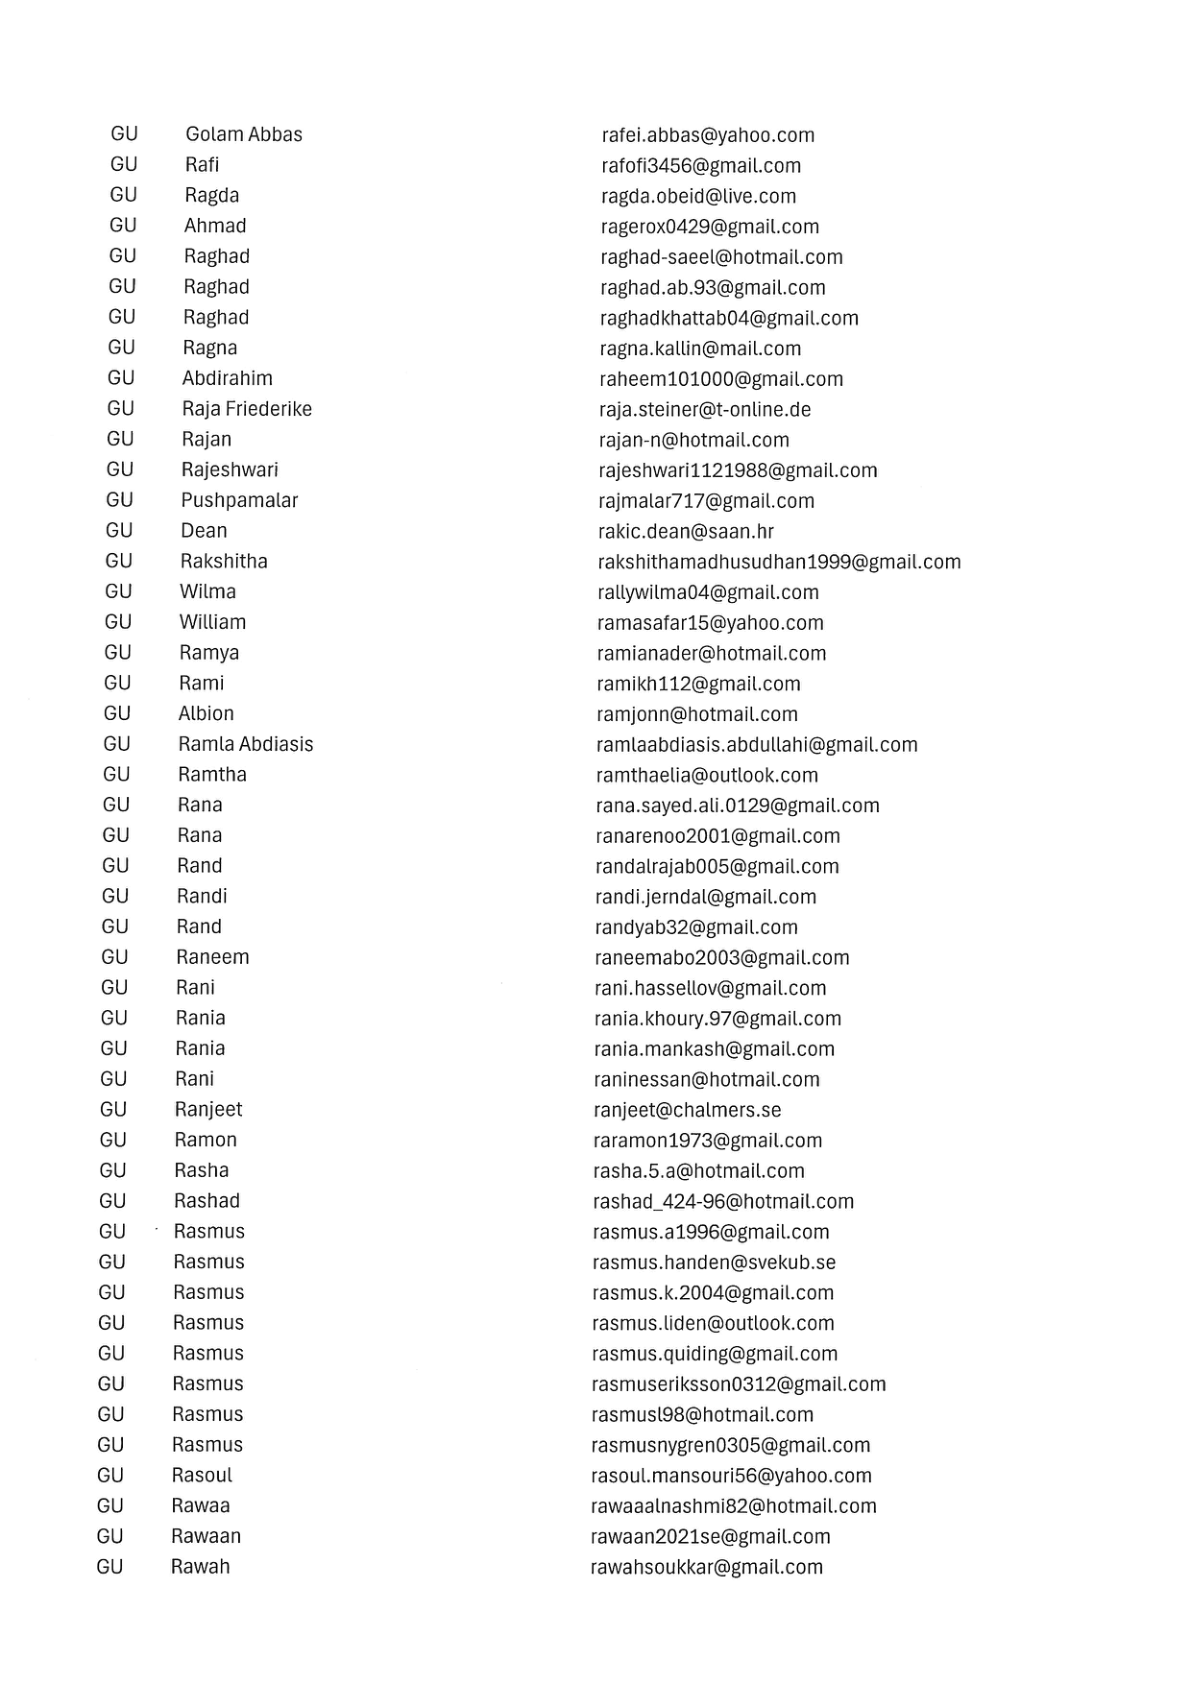 GU Golam Abbas rafei.abbas@yahoo.com
GU Rafi rafofi3456@gmail.com
GU Ragda ragda.obeid@live.com
GU Ahmad ragerox0429@gmail.com
GU Raghad raghad-saeel@hotmail.com
GU Raghad raghad.ab.93@gmail.com
GU Raghad raghadkhattab04@gmail.com
GU Ragna ragna.kallin@mail.com
GU Abdirahim raheem101000@gmail.com
GU Raja Friederike raja.steiner@t-online.de
GU Rajan rajan-n@hotmail.com
GU Rajeshwari rajeshwari1121988@gmail.com
GU Pushpamalar rajmalar717@gmail.com
GU Dean rakic.dean@saan.hr
GU Rakshitha rakshithamadhusudhan1999@gmail.com
GU Wilma rallywilma04@gmail.com
GU William ramasafar15@yahoo.com
GU Ramya ramianader@hotmail.com
GU Rami ramikh112@gmail.com
GU Albion ramjonn@hotmail.com
GU Ramla Abdiasis ramlaabdiasis.abdullahi@gmail.com
GU Ramtha ramthaelia@outlook.com
GU Rana rana.sayed.ali.0129@gmail.com
GU Rana ranarenoo2001@gmail.com
GU Rand randalrajab005@gmail.com
GU Randi randi.jerndal@gmail.com
GU Rand randyab32@gmail.com
GU Raneem raneemabo2003@gmail.com
GU Rani rani.hassellov@gmail.com
GU Rania rania.khoury.97@gmail.com
GU Rania rania.mankash@gmail.com
GU Rani raninessan@hotmail.com
GU Ranjeet ranjeet@chalmers.se
GU Ramon raramon1973@gmail.com
GU Rasha rasha.5.a@hotmail.com
GU Rashad rashad_424-96@hotmail.com
GU Rasmus rasmus.a1996@gmail.com
GU Rasmus rasmus.handen@svekub.se
GU Rasmus rasmus.k.2004@gmail.com
GU Rasmus rasmus.liden@outlook.com
GU Rasmus rasmus.quiding@gmail.com
GU Rasmus rasmuseriksson0312@gmail.com
GU Rasmus rasmusl98@hotmail.com
GU Rasmus rasmusnygren0305@gmail.com
GU Rasoul rasoul.mansouri56@yahoo.com
GU Rawaa rawaaalnashmi82@hotmail.com
GU Rawaan rawaan2021se@gmail.com
GU Rawah rawahsoukkar@gmail.com